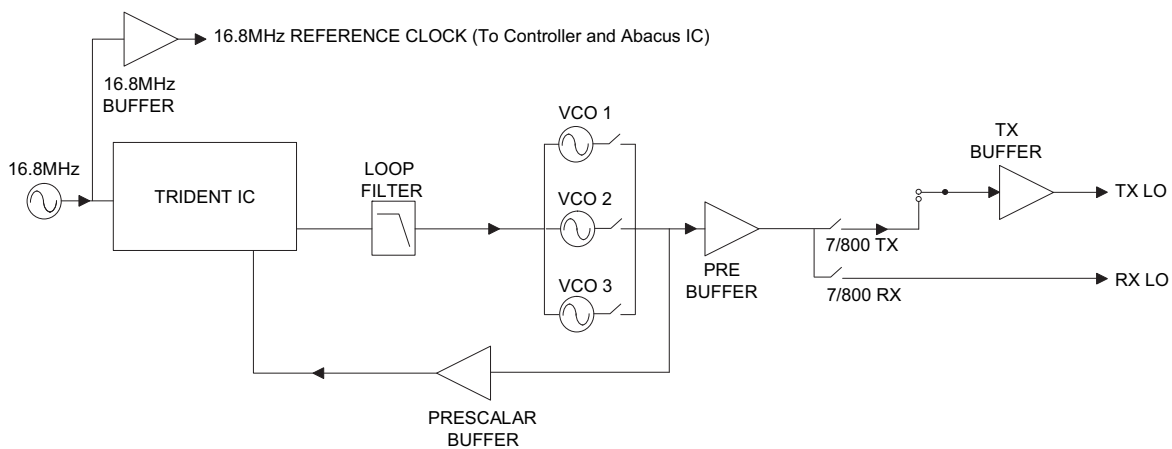 16.8MHz REFERENCE CLOCK (To Controller and Abacus IC)
16.8MHz
BUFFER
16.8MHz
TRIDENT IC
LOOP
FILTER
VCO 1
VCO 2
VCO 3
PRE
BUFFER
7/800 TX
7/800 RX
TX
BUFFER
TX LO
RX LO
PRESCALAR
BUFFER